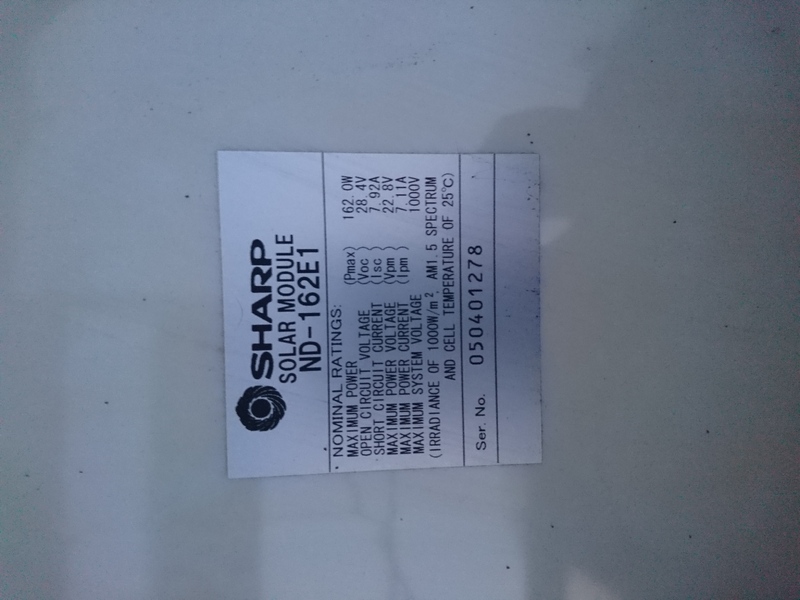 SHARP
SOLAR MODULE
ND-162E1
NOMINAL RATINGS:
MAXIMUM POWER (Pmax) 162.0W
OPEN CIRCUIT VOLTAGE (Voc) 28.4V
SHORT CIRCUIT CURRENT (Isc) 7.92A
MAXIMUM POWER VOLTAGE (Vpm) 22.8V
MAXIMUM POWER CURRENT (Ipm) 7.11A
MAXIMUM SYSTEM VOLTAGE 1000V
(IRRADIANCE OF 1000W/m², AM1.5 SPECTRUM
AND CELL TEMPERATURE OF 25°C)
Ser. No. 050401278